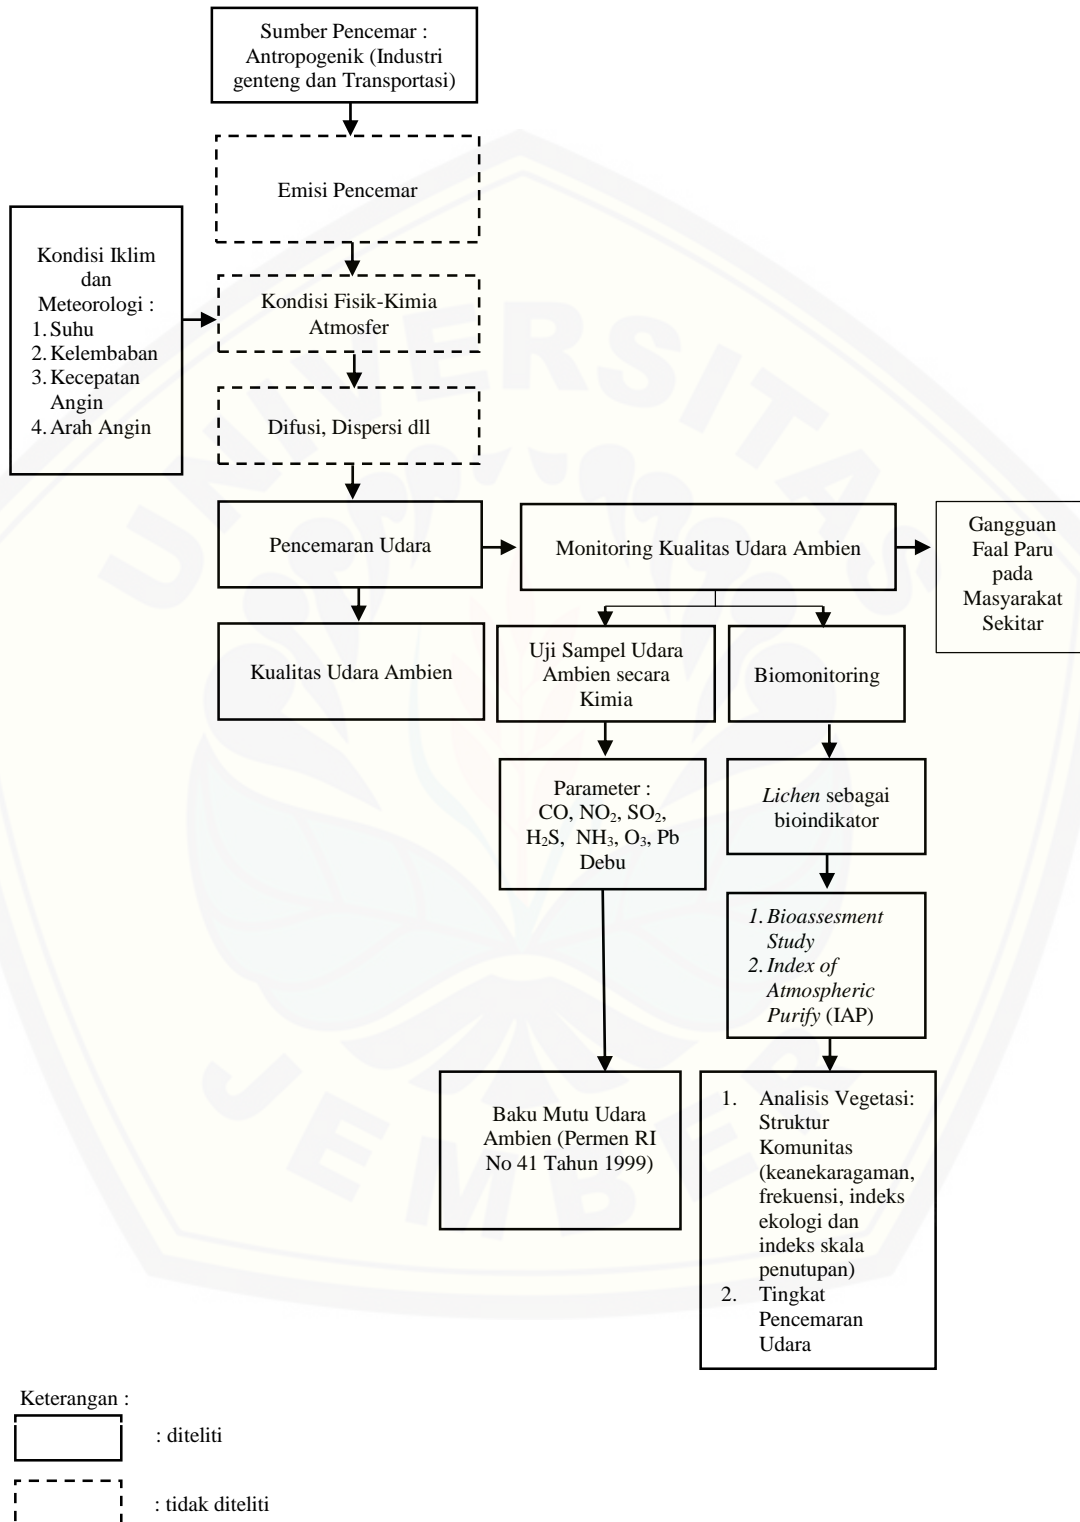 Sumber Pencemar :
Antropogenik (Industri
genteng dan Transportasi)
Emisi Pencemar
Kondisi Iklim
dan
Meteorologi :
1. Suhu
2. Kelembaban
3. Kecepatan
Angin
4. Arah Angin
Kondisi Fisik-Kimia
Atmosfer
Difusi, Dispersi dll
Pencemaran Udara
Monitoring Kualitas Udara Ambien
Gangguan
Faal Paru
pada
Masyarakat
Sekitar
Kualitas Udara Ambien
Uji Sampel Udara
Ambien secara
Kimia
Biomonitoring
Parameter :
CO, NO₂, SO₂,
H₂S, NH₃, O₃, Pb
Debu
Lichen sebagai
bioindikator
1. Bioassesment
Study
2. Index of
Atmospheric
Purify (IAP)
Baku Mutu Udara
Ambien (Permen RI
No 41 Tahun 1999)
1. Analisis Vegetasi:
Struktur
Komunitas
(keanekaragaman,
frekuensi, indeks
ekologi dan
indeks skala
penutupan)
2. Tingkat
Pencemaran
Udara
Keterangan :
: diteliti
: tidak diteliti
UNIVERSITAS
JEMBER